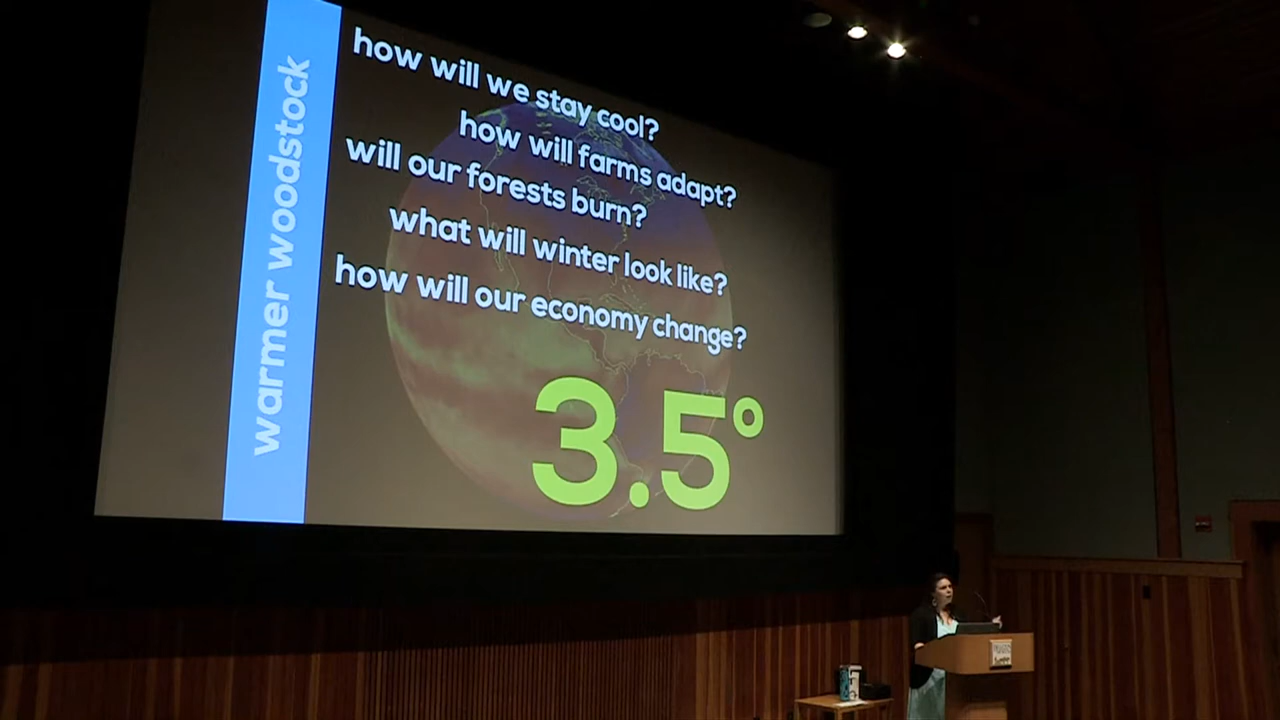 warmer woodstock
how will we stay cool?
how will farms adapt?
will our forests burn?
what will winter look like?
how will our economy change?
3.5°